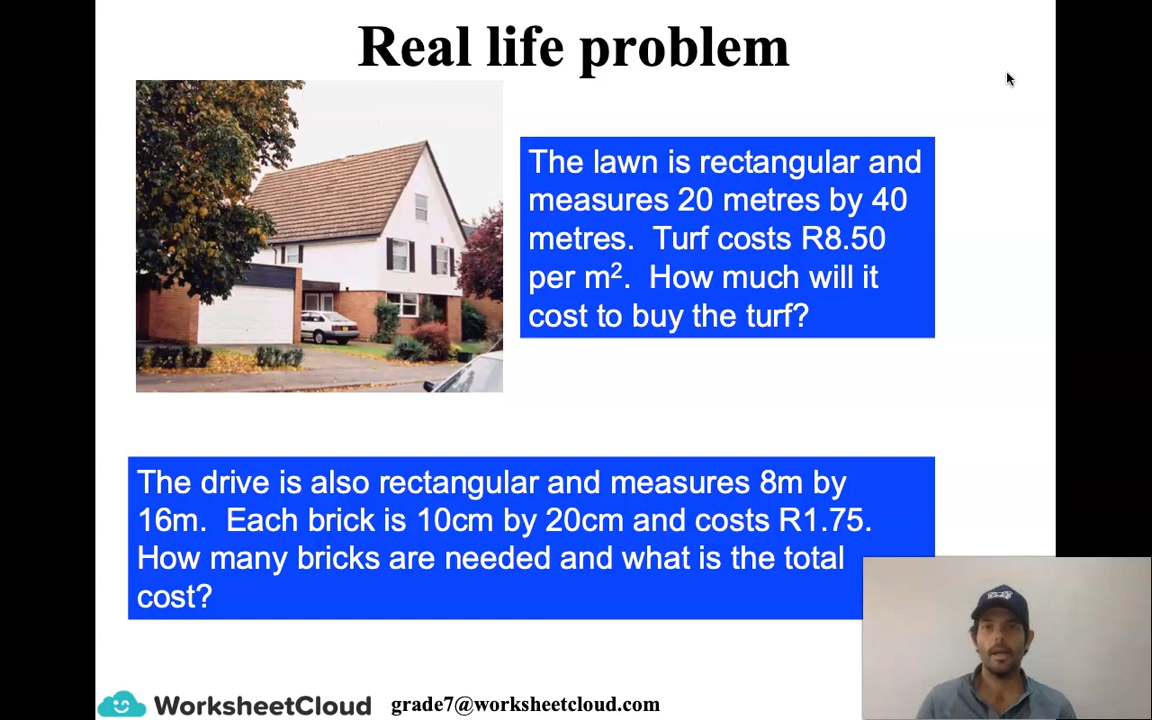 Real life problem
The lawn is rectangular and
measures 20 metres by 40
metres.  Turf costs R8.50
per m².  How much will it
cost to buy the turf?
The drive is also rectangular and measures 8m by
16m.  Each brick is 10cm by 20cm and costs R1.75.
How many bricks are needed and what is the total
cost?
WorksheetCloud grade7@worksheetcloud.com